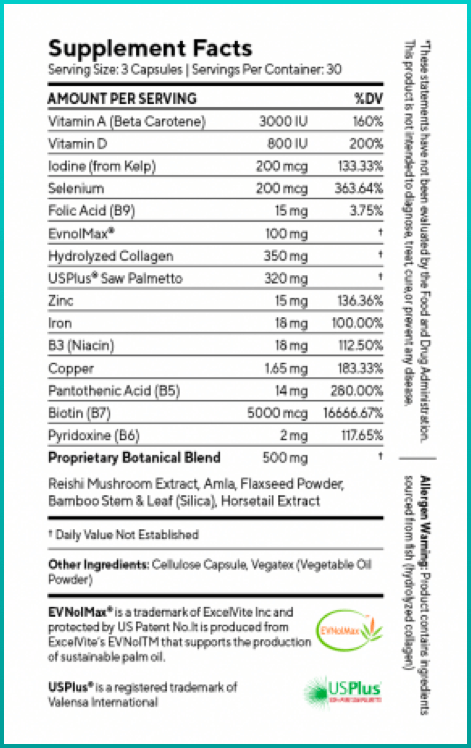 Supplement Facts
Serving Size: 3 Capsules | Servings Per Container: 30
AMOUNT PER SERVING %DV
Vitamin A (Beta Carotene) 3000 IU 160%
Vitamin D 800 IU 200%
Iodine (from Kelp) 200 mcg 133.33%
Selenium 200 mcg 363.64%
Folic Acid (B9) 15 mg 3.75%
EvnolMax® 100 mg †
Hydrolyzed Collagen 350 mg †
USPlus® Saw Palmetto 320 mg †
Zinc 15 mg 136.36%
Iron 18 mg 100.00%
B3 (Niacin) 18 mg 112.50%
Copper 1.65 mg 183.33%
Pantothenic Acid (B5) 14 mg 280.00%
Biotin (B7) 5000 mcg 16666.67%
Pyridoxine (B6) 2 mg 117.65%
Proprietary Botanical Blend 500 mg †
Reishi Mushroom Extract, Amla, Flaxseed Powder,
Bamboo Stem & Leaf (Silica), Horsetail Extract
† Daily Value Not Established
Other Ingredients: Cellulose Capsule, Vegatex (Vegetable Oil
Powder)
EVNolMax® is a trademark of ExcelVite Inc and
protected by US Patent No.It is produced from
ExcelVite's EVNolTM that supports the production
of sustainable palm oil.
EVNolMax
USPlus® is a registered trademark of
Valensa International
USPlus
*These statements have not been evaluated by the Food and Drug Administration.
This product is not intended to diagnose, treat, cure,or prevent any disease.
Allergen Warning: Product contains ingredients
sourced from fish (hydrolyzed collagen)